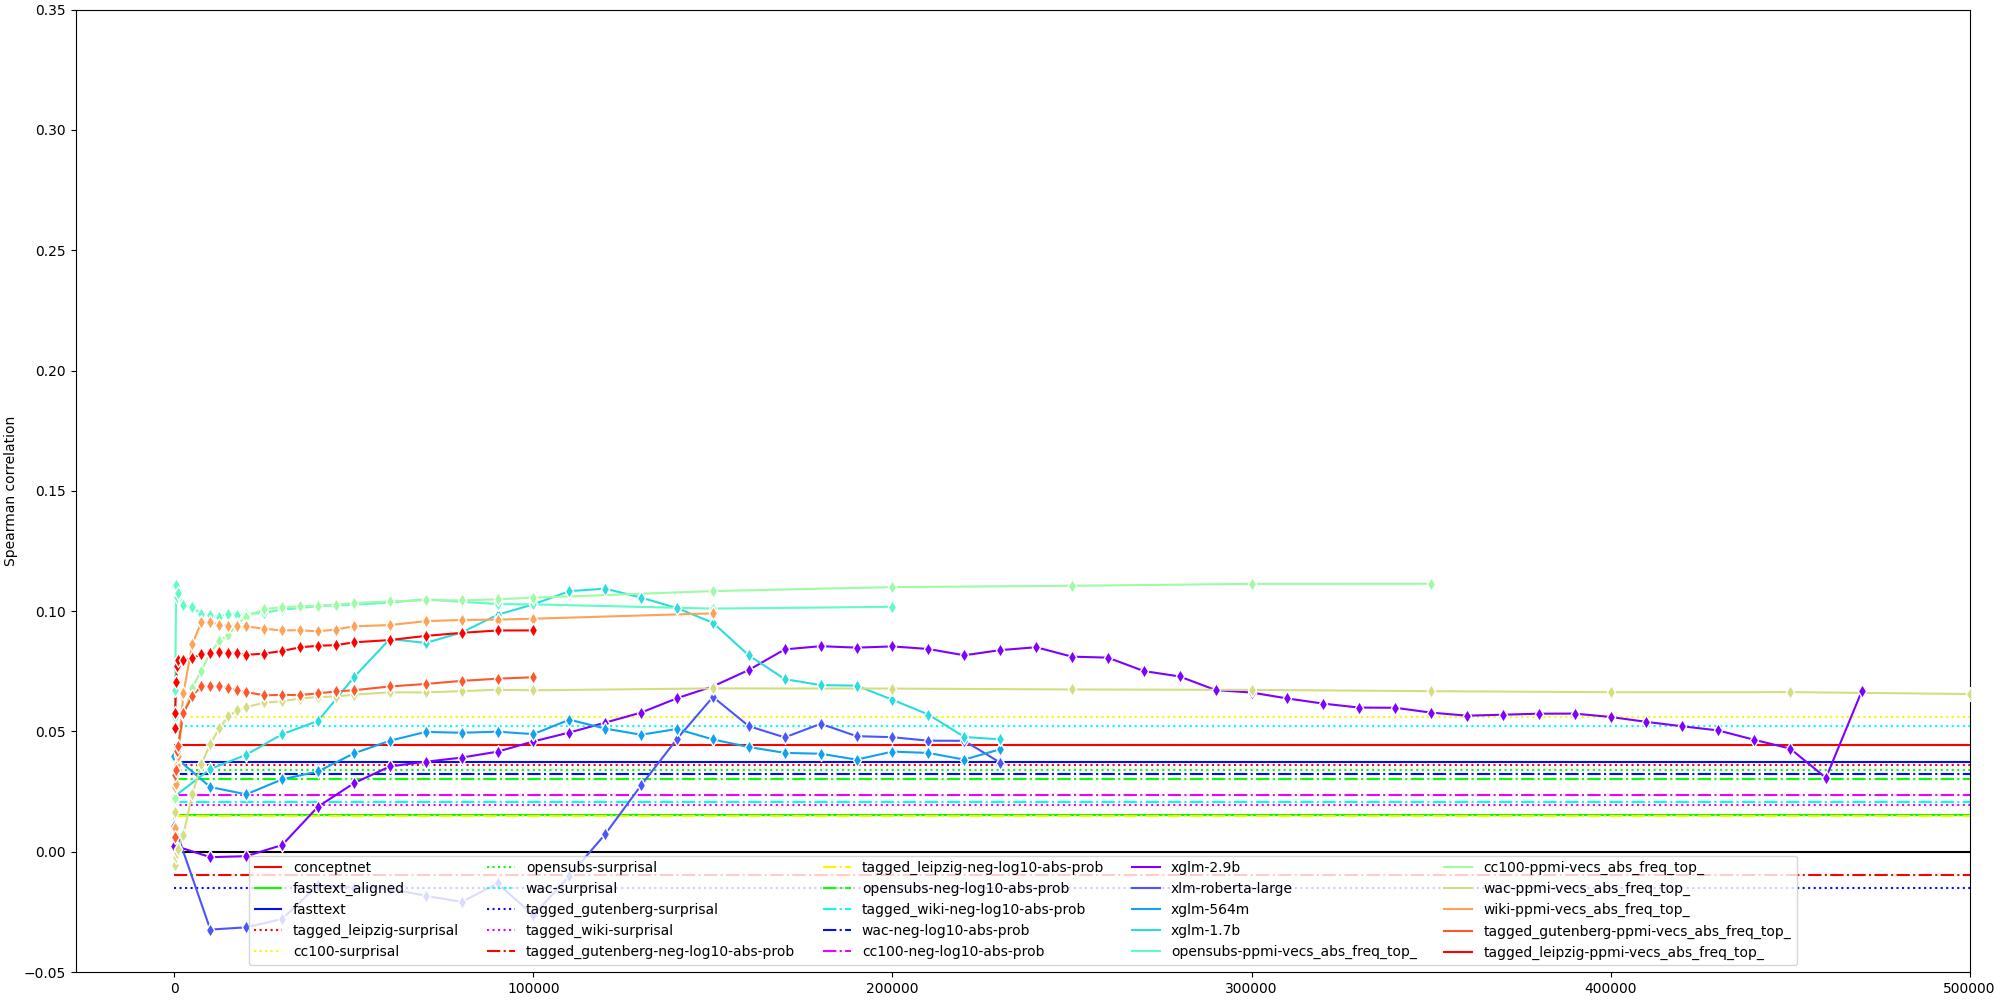 0.35
0.30
0.25
0.20
0.15
0.10
0.05
0.00
−0.05
Spearman correlation
0 100000 200000 300000 400000 500000
conceptnet
fasttext_aligned
fasttext
tagged_leipzig-surprisal
cc100-surprisal
opensubs-surprisal
wac-surprisal
tagged_gutenberg-surprisal
tagged_wiki-surprisal
tagged_gutenberg-neg-log10-abs-prob
tagged_leipzig-neg-log10-abs-prob
opensubs-neg-log10-abs-prob
tagged_wiki-neg-log10-abs-prob
wac-neg-log10-abs-prob
cc100-neg-log10-abs-prob
xglm-2.9b
xlm-roberta-large
xglm-564m
xglm-1.7b
opensubs-ppmi-vecs_abs_freq_top_
cc100-ppmi-vecs_abs_freq_top_
wac-ppmi-vecs_abs_freq_top_
wiki-ppmi-vecs_abs_freq_top_
tagged_gutenberg-ppmi-vecs_abs_freq_top_
tagged_leipzig-ppmi-vecs_abs_freq_top_